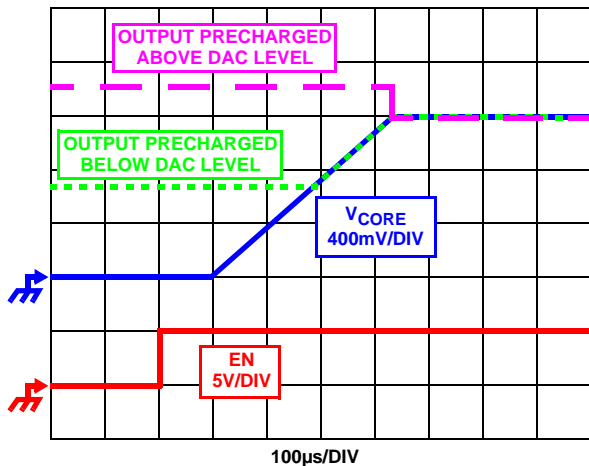 OUTPUT PRECHARGED
ABOVE DAC LEVEL
OUTPUT PRECHARGED
BELOW DAC LEVEL
VCORE
400mV/DIV
EN
5V/DIV
100µs/DIV